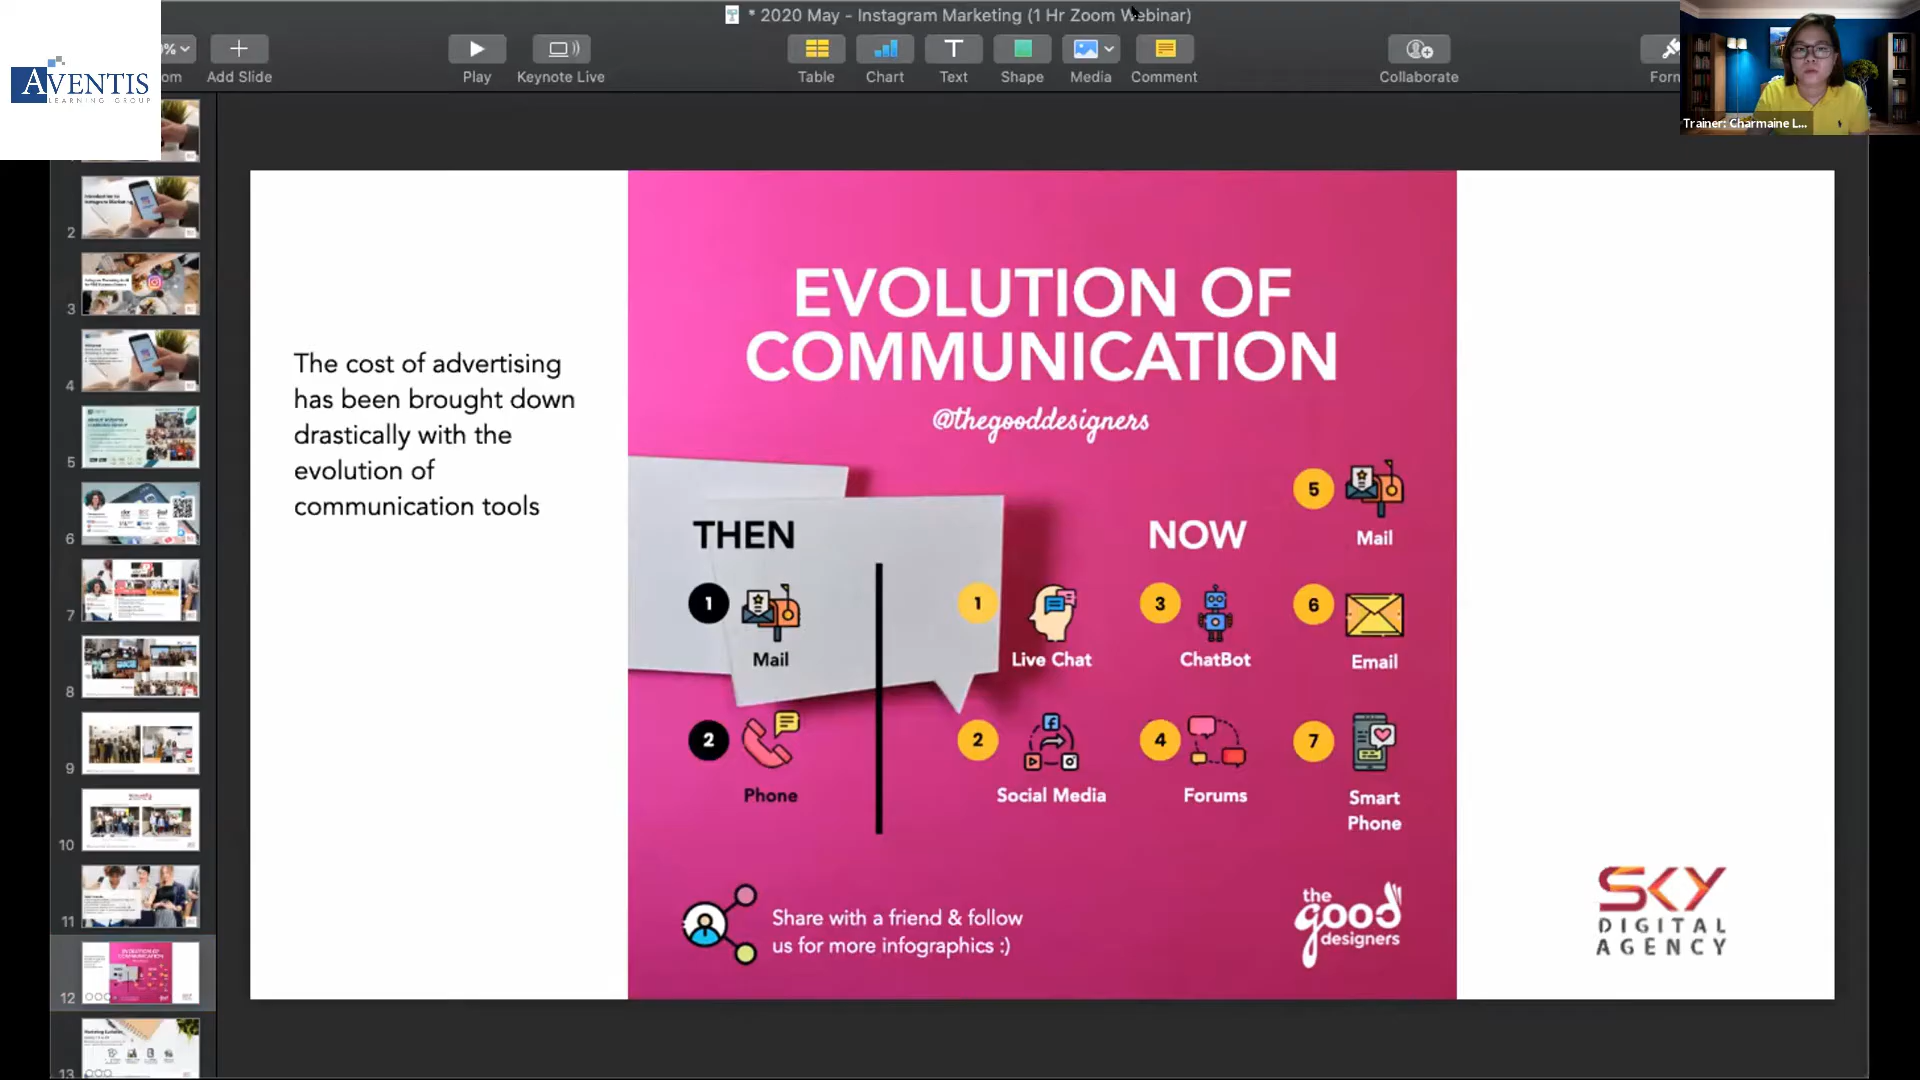 * 2020 May - Instagram Marketing (1 Hr Zoom Webinar)
AVENTIS
LEARNING GROUP
Add Slide
Play
Keynote Live
Table
Chart
Text
Shape
Media
Comment
Collaborate
Trainer: Charmaine L...
2
3
4
5
6
7
8
9
10
11
12
13
The cost of advertising
has been brought down
drastically with the
evolution of
communication tools
EVOLUTION OF
COMMUNICATION
@thegooddesigners
THEN
1
Mail
2
Phone
NOW
1
Live Chat
2
Social Media
3
ChatBot
4
Forums
5
Mail
6
Email
7
Smart
Phone
Share with a friend & follow
us for more infographics :)
the
good
designers
SKY
DIGITAL
AGENCY